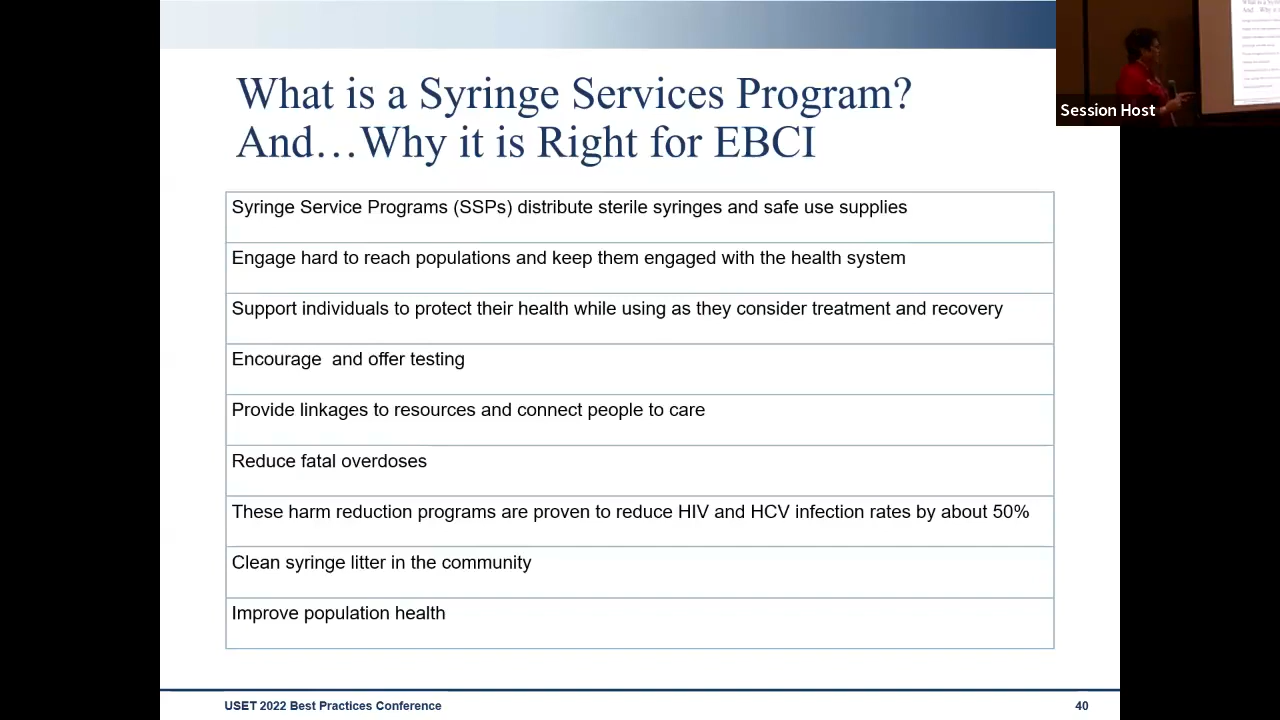 What is a Syringe Services Program?
And…Why it is Right for EBCI
Session Host
Syringe Service Programs (SSPs) distribute sterile syringes and safe use supplies
Engage hard to reach populations and keep them engaged with the health system
Support individuals to protect their health while using as they consider treatment and recovery
Encourage  and offer testing
Provide linkages to resources and connect people to care
Reduce fatal overdoses
These harm reduction programs are proven to reduce HIV and HCV infection rates by about 50%
Clean syringe litter in the community
Improve population health
USET 2022 Best Practices Conference
40